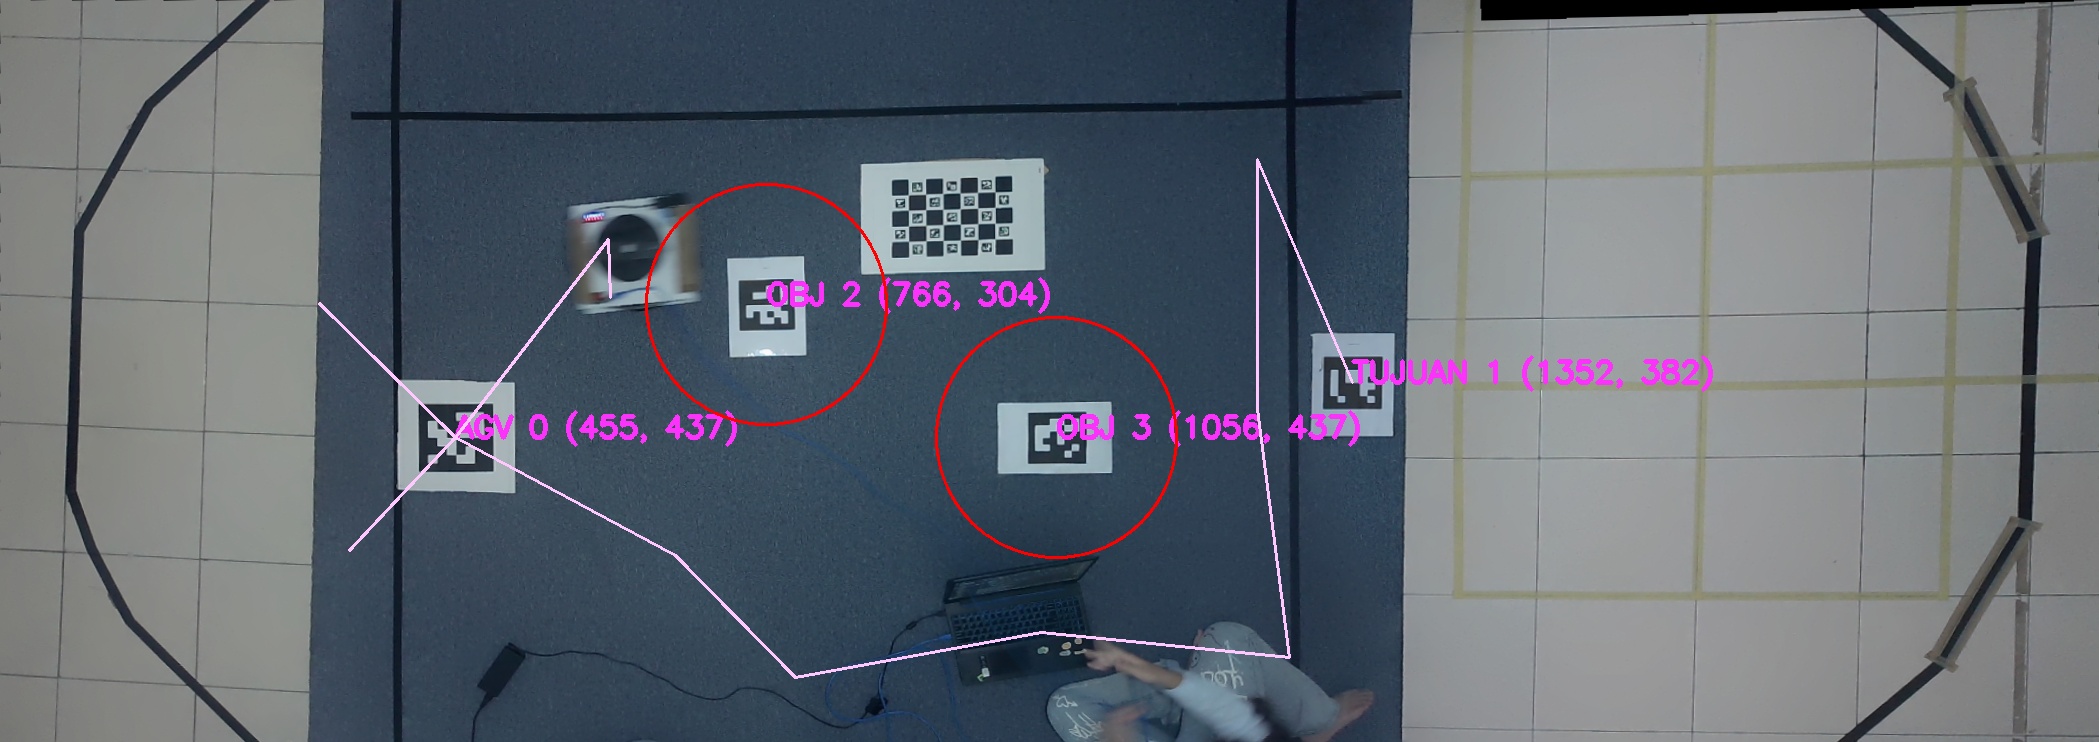 OBJ 2 (766, 304)
TUJUAN 1 (1352, 382)
AGV 0 (455, 437)
OBJ 3 (1056, 437)